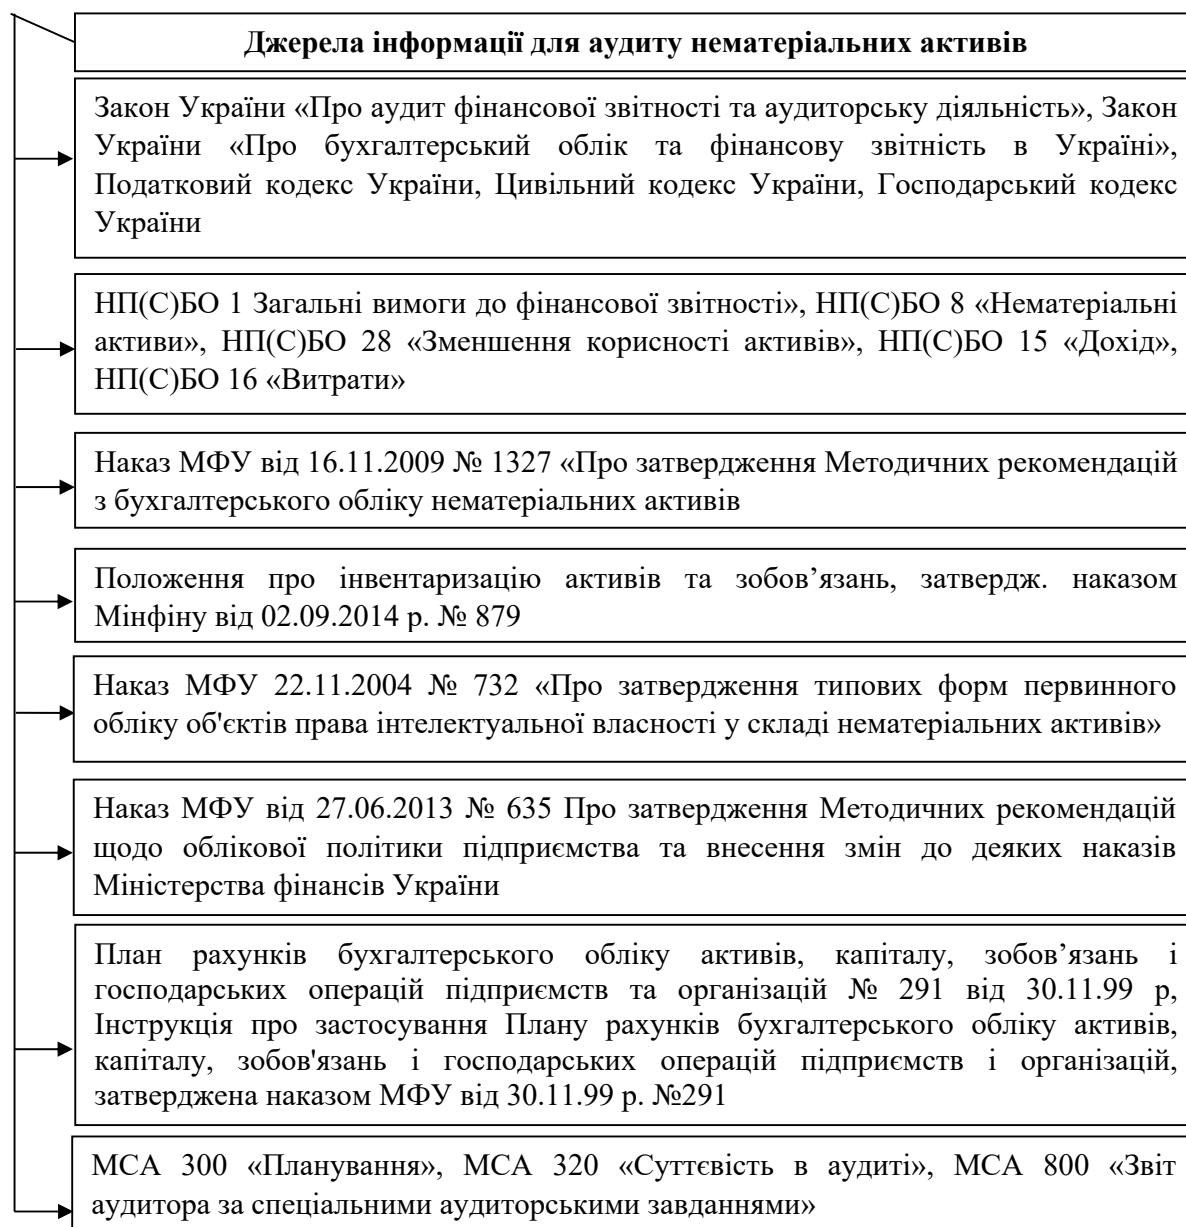 Джерела інформації для аудиту нематеріальних активів
Закон України «Про аудит фінансової звітності та аудиторську діяльність», Закон
України «Про бухгалтерський облік та фінансову звітність в Україні»,
Податковий кодекс України, Цивільний кодекс України, Господарський кодекс
України
НП(С)БО 1 Загальні вимоги до фінансової звітності», НП(С)БО 8 «Нематеріальні
активи», НП(С)БО 28 «Зменшення корисності активів», НП(С)БО 15 «Дохід»,
НП(С)БО 16 «Витрати»
Наказ МФУ від 16.11.2009 № 1327 «Про затвердження Методичних рекомендацій
з бухгалтерського обліку нематеріальних активів
Положення про інвентаризацію активів та зобов’язань, затвердж. наказом
Мінфіну від 02.09.2014 р. № 879
Наказ МФУ 22.11.2004 № 732 «Про затвердження типових форм первинного
обліку об'єктів права інтелектуальної власності у складі нематеріальних активів»
Наказ МФУ від 27.06.2013 № 635 Про затвердження Методичних рекомендацій
щодо облікової політики підприємства та внесення змін до деяких наказів
Міністерства фінансів України
План рахунків бухгалтерського обліку активів, капіталу, зобов’язань і
господарських операцій підприємств та організацій № 291 від 30.11.99 р,
Інструкція про застосування Плану рахунків бухгалтерського обліку активів,
капіталу, зобов'язань і господарських операцій підприємств і організацій,
затверджена наказом МФУ від 30.11.99 р. №291
МСА 300 «Планування», МСА 320 «Суттєвість в аудиті», МСА 800 «Звіт
аудитора за спеціальними аудиторськими завданнями»